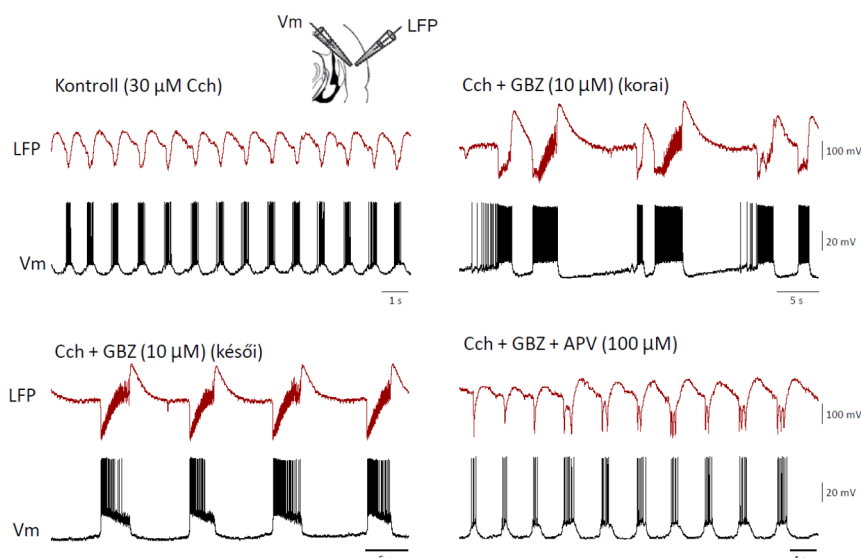 Vm LFP
Kontroll (30 µM Cch)
LFP
Vm
1 s
Cch + GBZ (10 µM) (korai)
100 mV
20 mV
5 s
Cch + GBZ (10 µM) (késői)
LFP
Vm
Cch + GBZ + APV (100 µM)
100 mV
20 mV